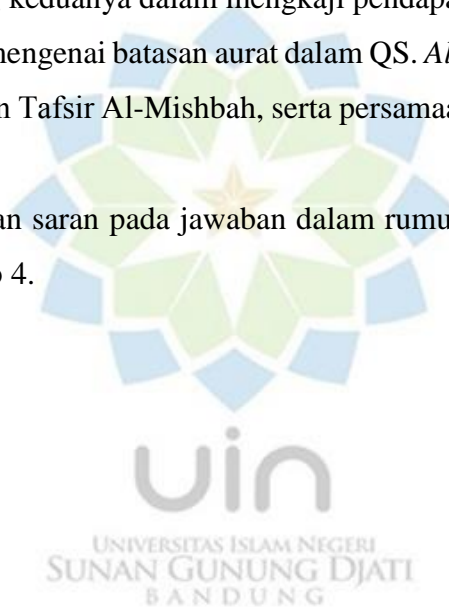 keduanya dalam mengkaji pendapa
mengenai batasan aurat dalam QS. Al
n Tafsir Al-Mishbah, serta persamaa
an saran pada jawaban dalam rumu
4.
uin
UNIVERSITAS ISLAM NEGERI
SUNAN GUNUNG DJATI
BANDUNG